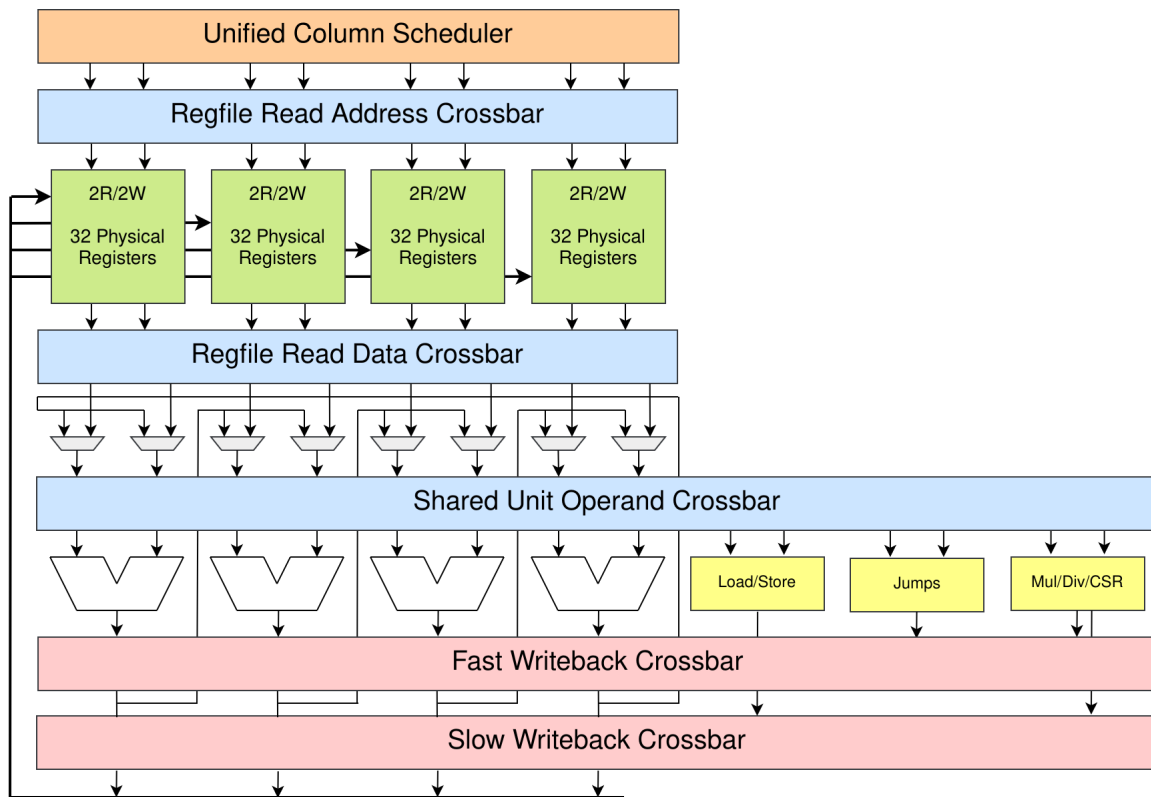 Unified Column Scheduler
Regfile Read Address Crossbar
2R/2W
32 Physical
Registers
2R/2W
32 Physical
Registers
2R/2W
32 Physical
Registers
2R/2W
32 Physical
Registers
Regfile Read Data Crossbar
Shared Unit Operand Crossbar
Load/Store
Jumps
Mul/Div/CSR
Fast Writeback Crossbar
Slow Writeback Crossbar